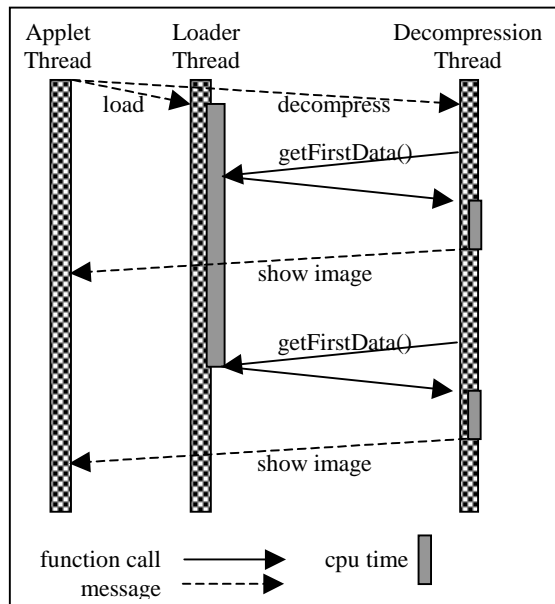 Applet
Thread
Loader
Thread
Decompression
Thread
load
decompress
getFirstData()
show image
getFirstData()
show image
function call
cpu time
message